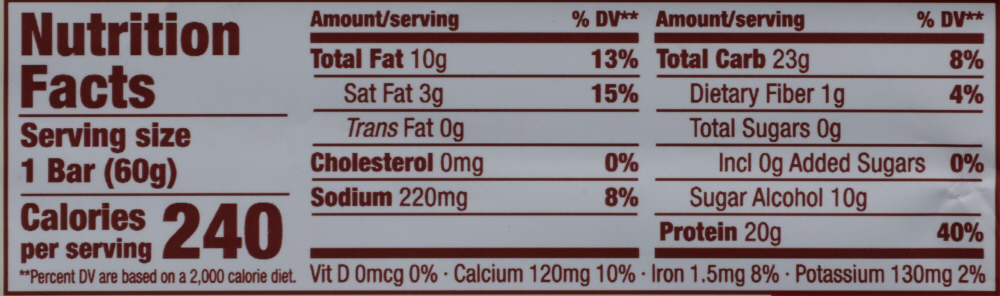 Nutrition
Facts
Serving size
1 Bar (60g)
Calories
per serving 240
**Percent DV are based on a 2,000 calorie diet.
Amount/serving % DV**
Total Fat 10g 13%
Sat Fat 3g 15%
Trans Fat 0g
Cholesterol 0mg 0%
Sodium 220mg 8%
Amount/serving % DV**
Total Carb 23g 8%
Dietary Fiber 1g 4%
Total Sugars 0g
Incl 0g Added Sugars 0%
Sugar Alcohol 10g
Protein 20g 40%
Vit D 0mcg 0% · Calcium 120mg 10% · Iron 1.5mg 8% · Potassium 130mg 2%